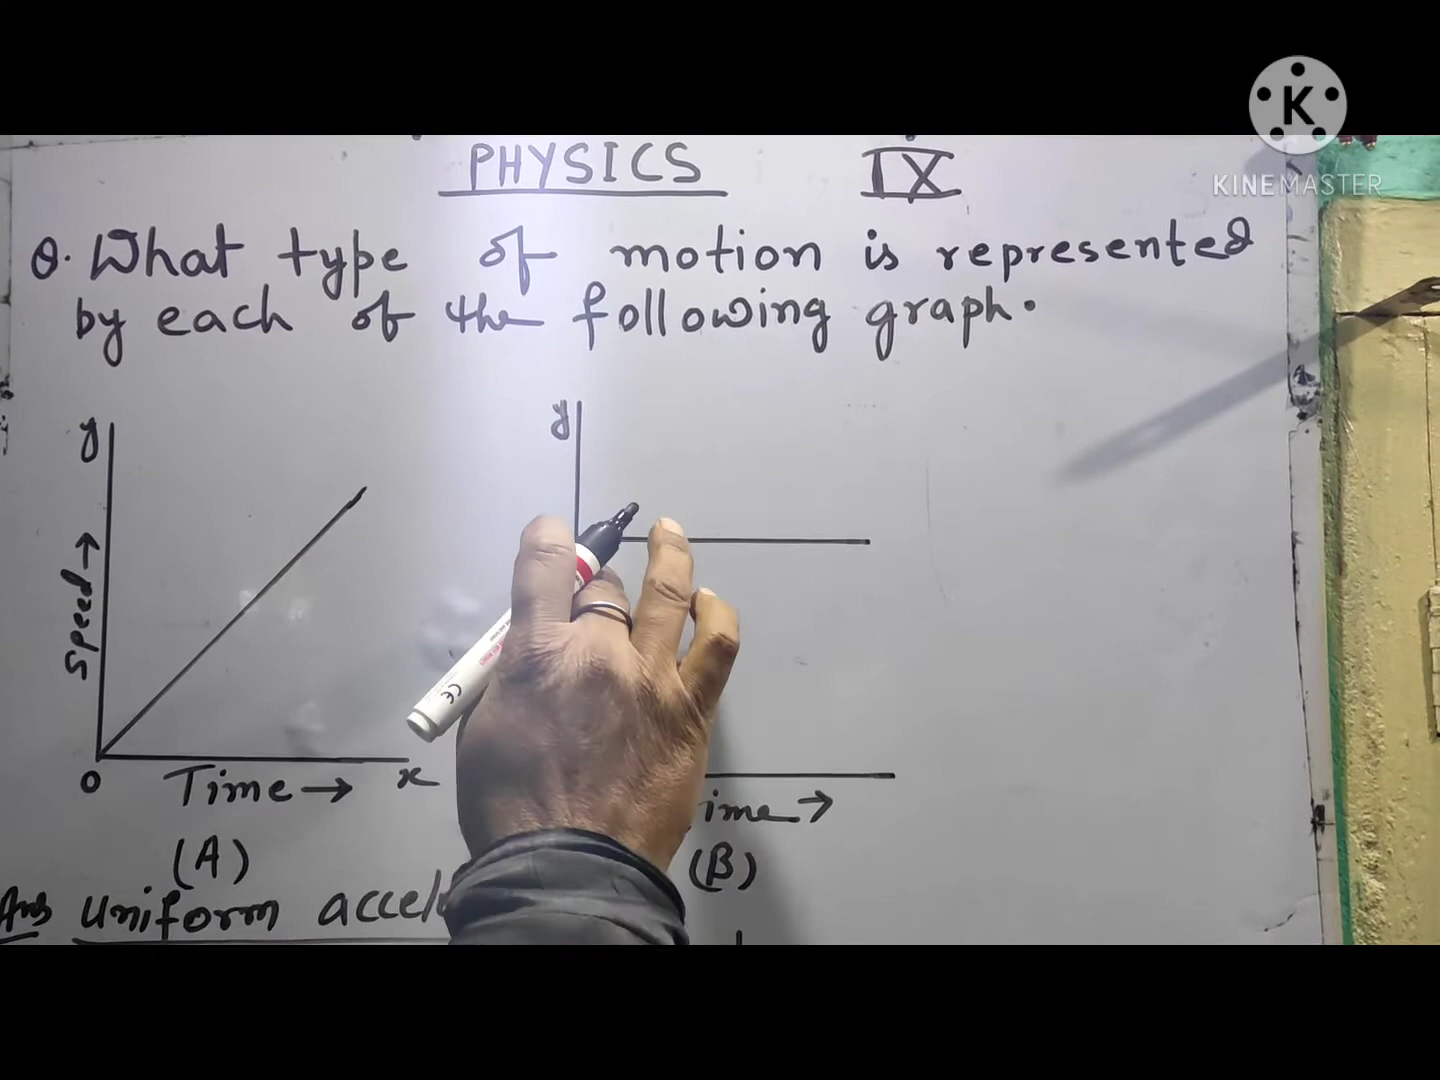 K
KINEMASTER
PHYSICS IX
Q. What type of motion is represented
by each of the following graph.
y
Speed →
O
Time → x
(A)
y
ime →
(B)
Ans uniform accel
CE